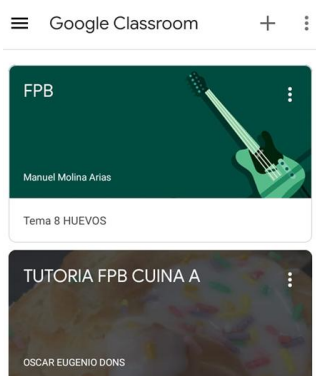 Google Classroom
FPB
Manuel Molina Arias
Tema 8 HUEVOS
TUTORIA FPB CUINA A
OSCAR EUGENIO DONS